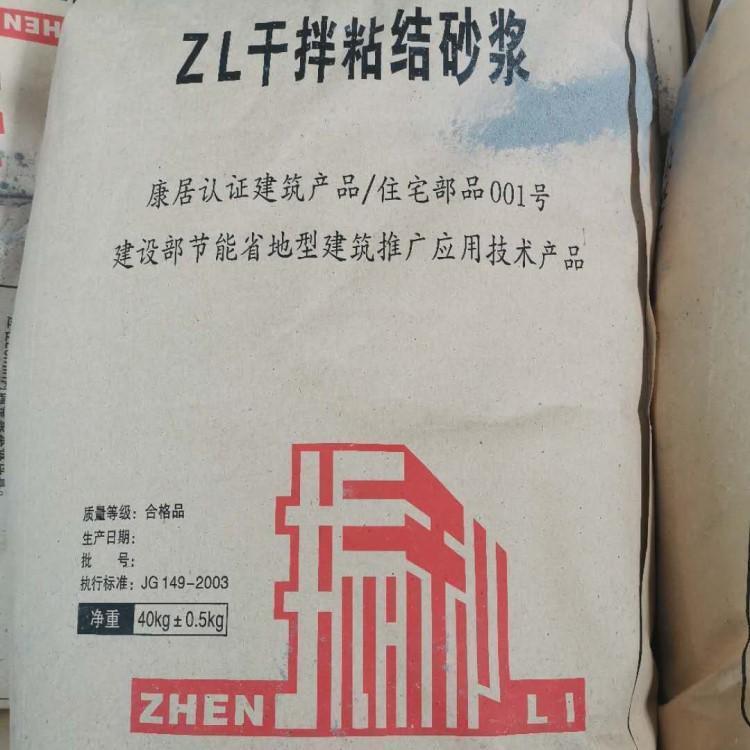 ZHEN
ZL干拌粘结砂浆
康居认证建筑产品/住宅部品001号
建设部节能省地型建筑推广应用技术产品
质量等级: 合格品
生产日期:
批 号:
执行标准: JG 149-2003
净重 40kg±0.5kg
ZHEN LI